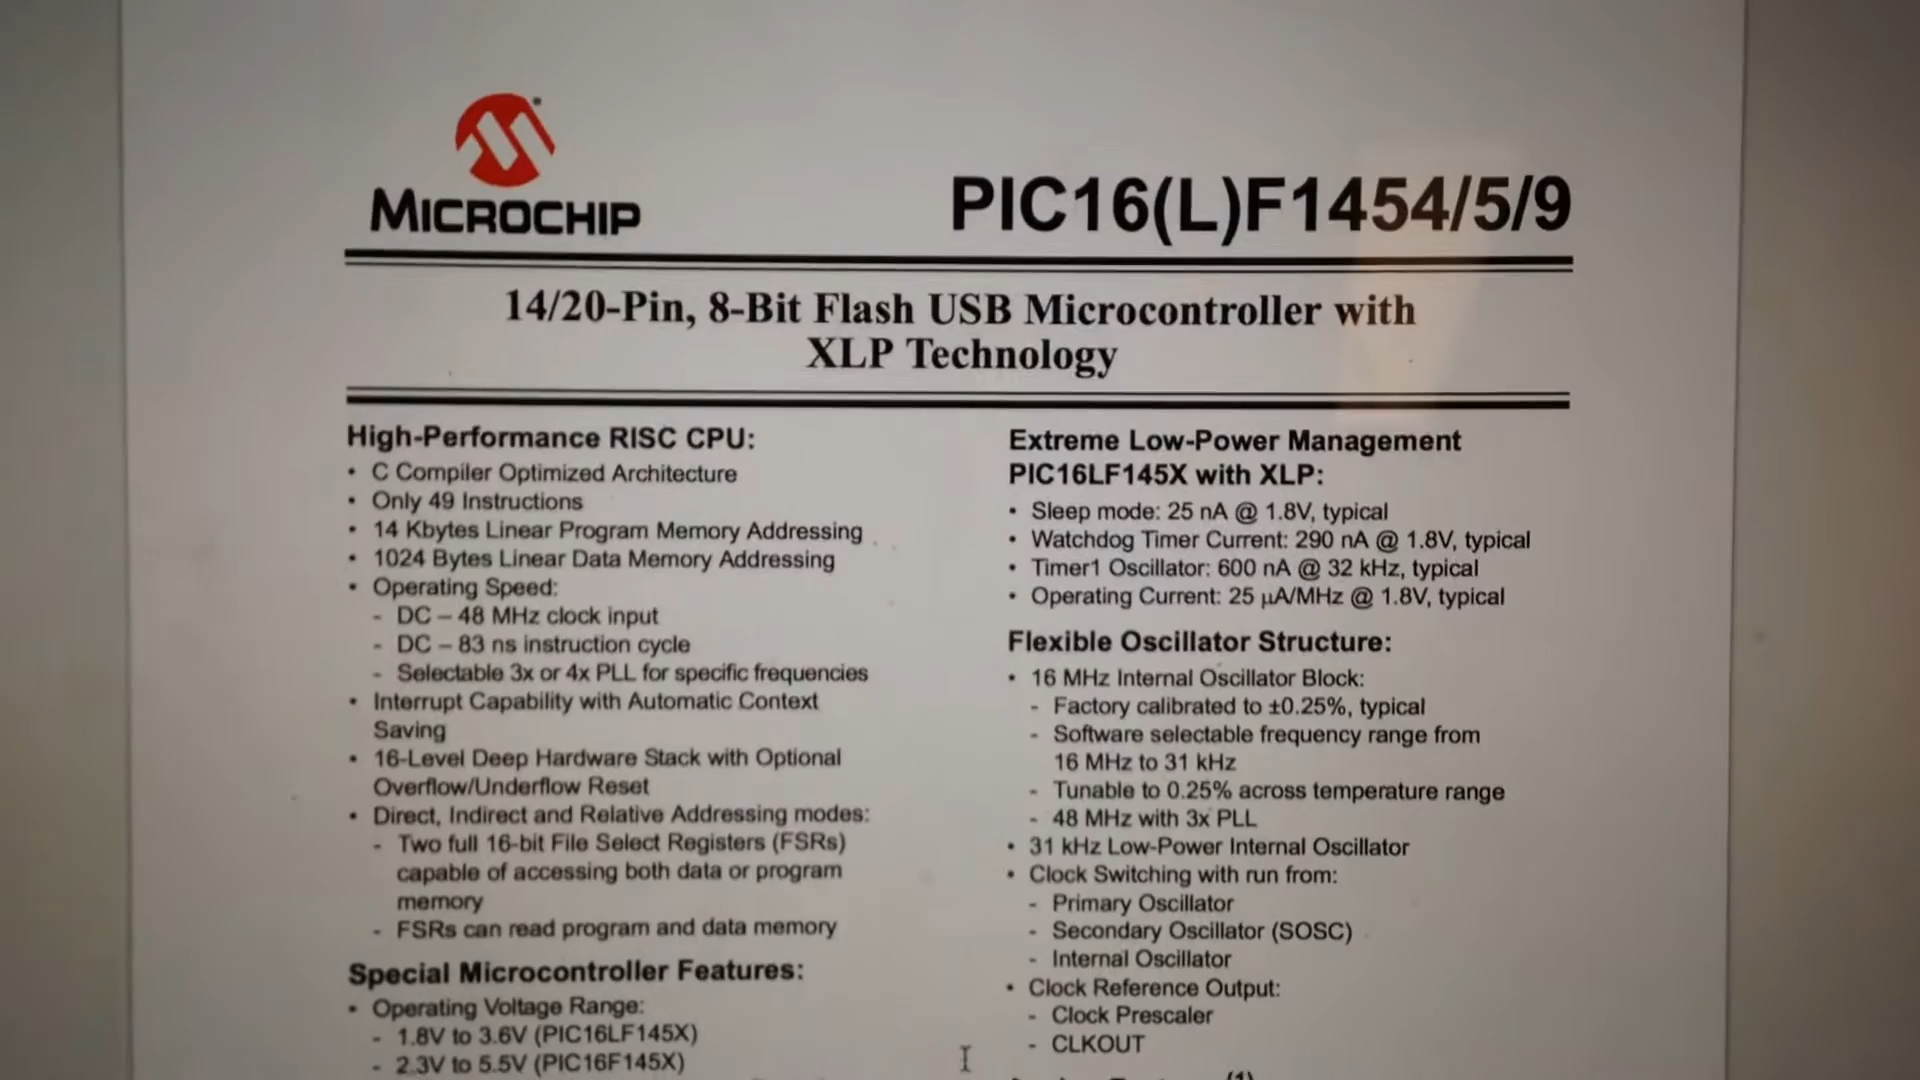 MICROCHIP
PIC16(L)F1454/5/9
14/20-Pin, 8-Bit Flash USB Microcontroller with
XLP Technology
High-Performance RISC CPU:
• C Compiler Optimized Architecture
• Only 49 Instructions
• 14 Kbytes Linear Program Memory Addressing
• 1024 Bytes Linear Data Memory Addressing
• Operating Speed:
- DC – 48 MHz clock input
- DC – 83 ns instruction cycle
- Selectable 3x or 4x PLL for specific frequencies
• Interrupt Capability with Automatic Context
Saving
• 16-Level Deep Hardware Stack with Optional
Overflow/Underflow Reset
• Direct, Indirect and Relative Addressing modes:
- Two full 16-bit File Select Registers (FSRs)
capable of accessing both data or program
memory
- FSRs can read program and data memory
Special Microcontroller Features:
• Operating Voltage Range:
- 1.8V to 3.6V (PIC16LF145X)
- 2.3V to 5.5V (PIC16F145X)
Extreme Low-Power Management
PIC16LF145X with XLP:
• Sleep mode: 25 nA @ 1.8V, typical
• Watchdog Timer Current: 290 nA @ 1.8V, typical
• Timer1 Oscillator: 600 nA @ 32 kHz, typical
• Operating Current: 25 µA/MHz @ 1.8V, typical
Flexible Oscillator Structure:
• 16 MHz Internal Oscillator Block:
- Factory calibrated to ±0.25%, typical
- Software selectable frequency range from
16 MHz to 31 kHz
- Tunable to 0.25% across temperature range
- 48 MHz with 3x PLL
• 31 kHz Low-Power Internal Oscillator
• Clock Switching with run from:
- Primary Oscillator
- Secondary Oscillator (SOSC)
- Internal Oscillator
• Clock Reference Output:
- Clock Prescaler
- CLKOUT